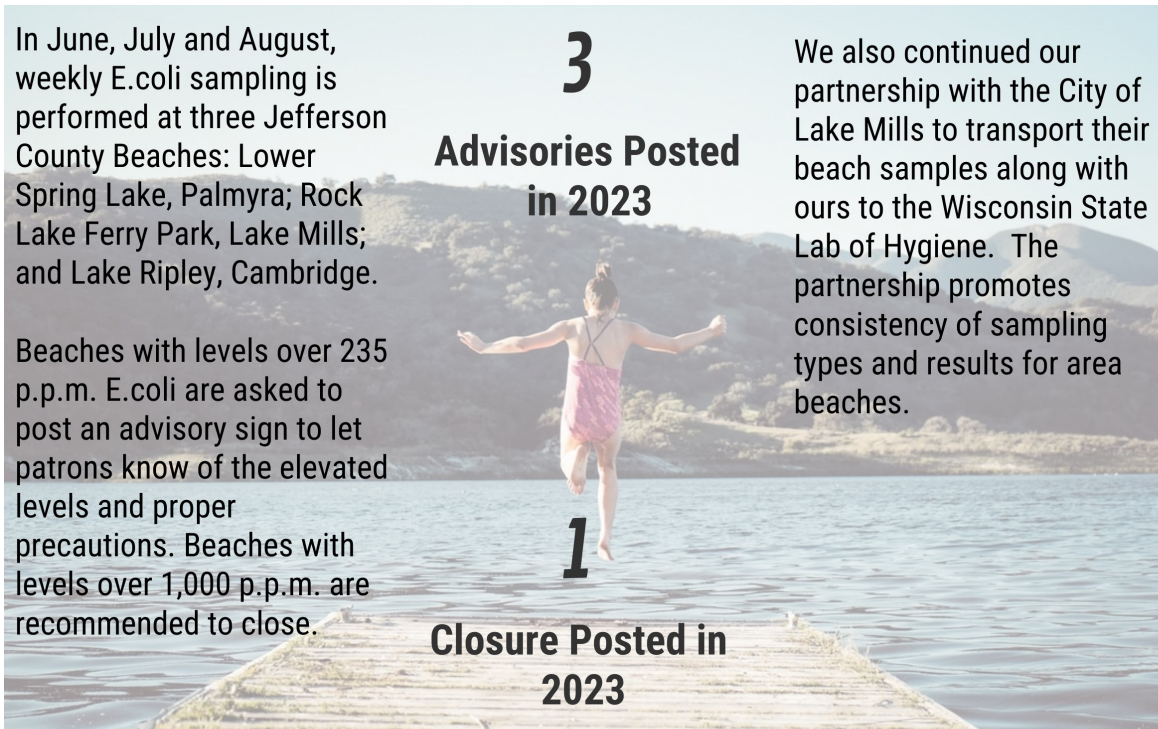 In June, July and August,
weekly E.coli sampling is
performed at three Jefferson
County Beaches: Lower
Spring Lake, Palmyra; Rock
Lake Ferry Park, Lake Mills;
and Lake Ripley, Cambridge.
Beaches with levels over 235
p.p.m. E.coli are asked to
post an advisory sign to let
patrons know of the elevated
levels and proper
precautions. Beaches with
levels over 1,000 p.p.m. are
recommended to close.
3
Advisories Posted
in 2023
1
Closure Posted in
2023
We also continued our
partnership with the City of
Lake Mills to transport their
beach samples along with
ours to the Wisconsin State
Lab of Hygiene.  The
partnership promotes
consistency of sampling
types and results for area
beaches.